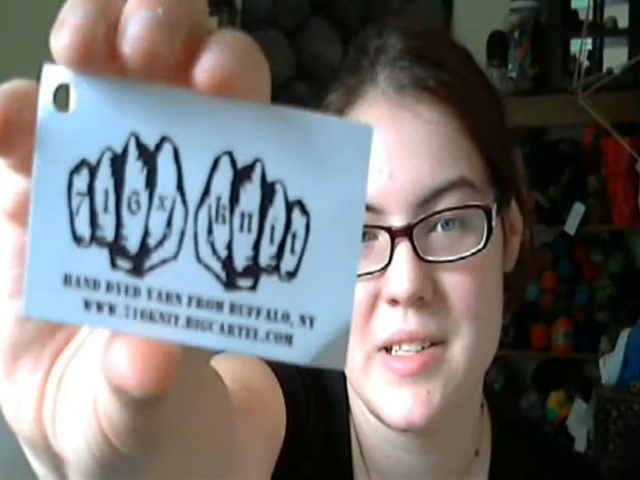 716x knit
HAND DYED YARN FROM BUFFALO, NY
WWW.716KNIT.BIGCARTEL.COM